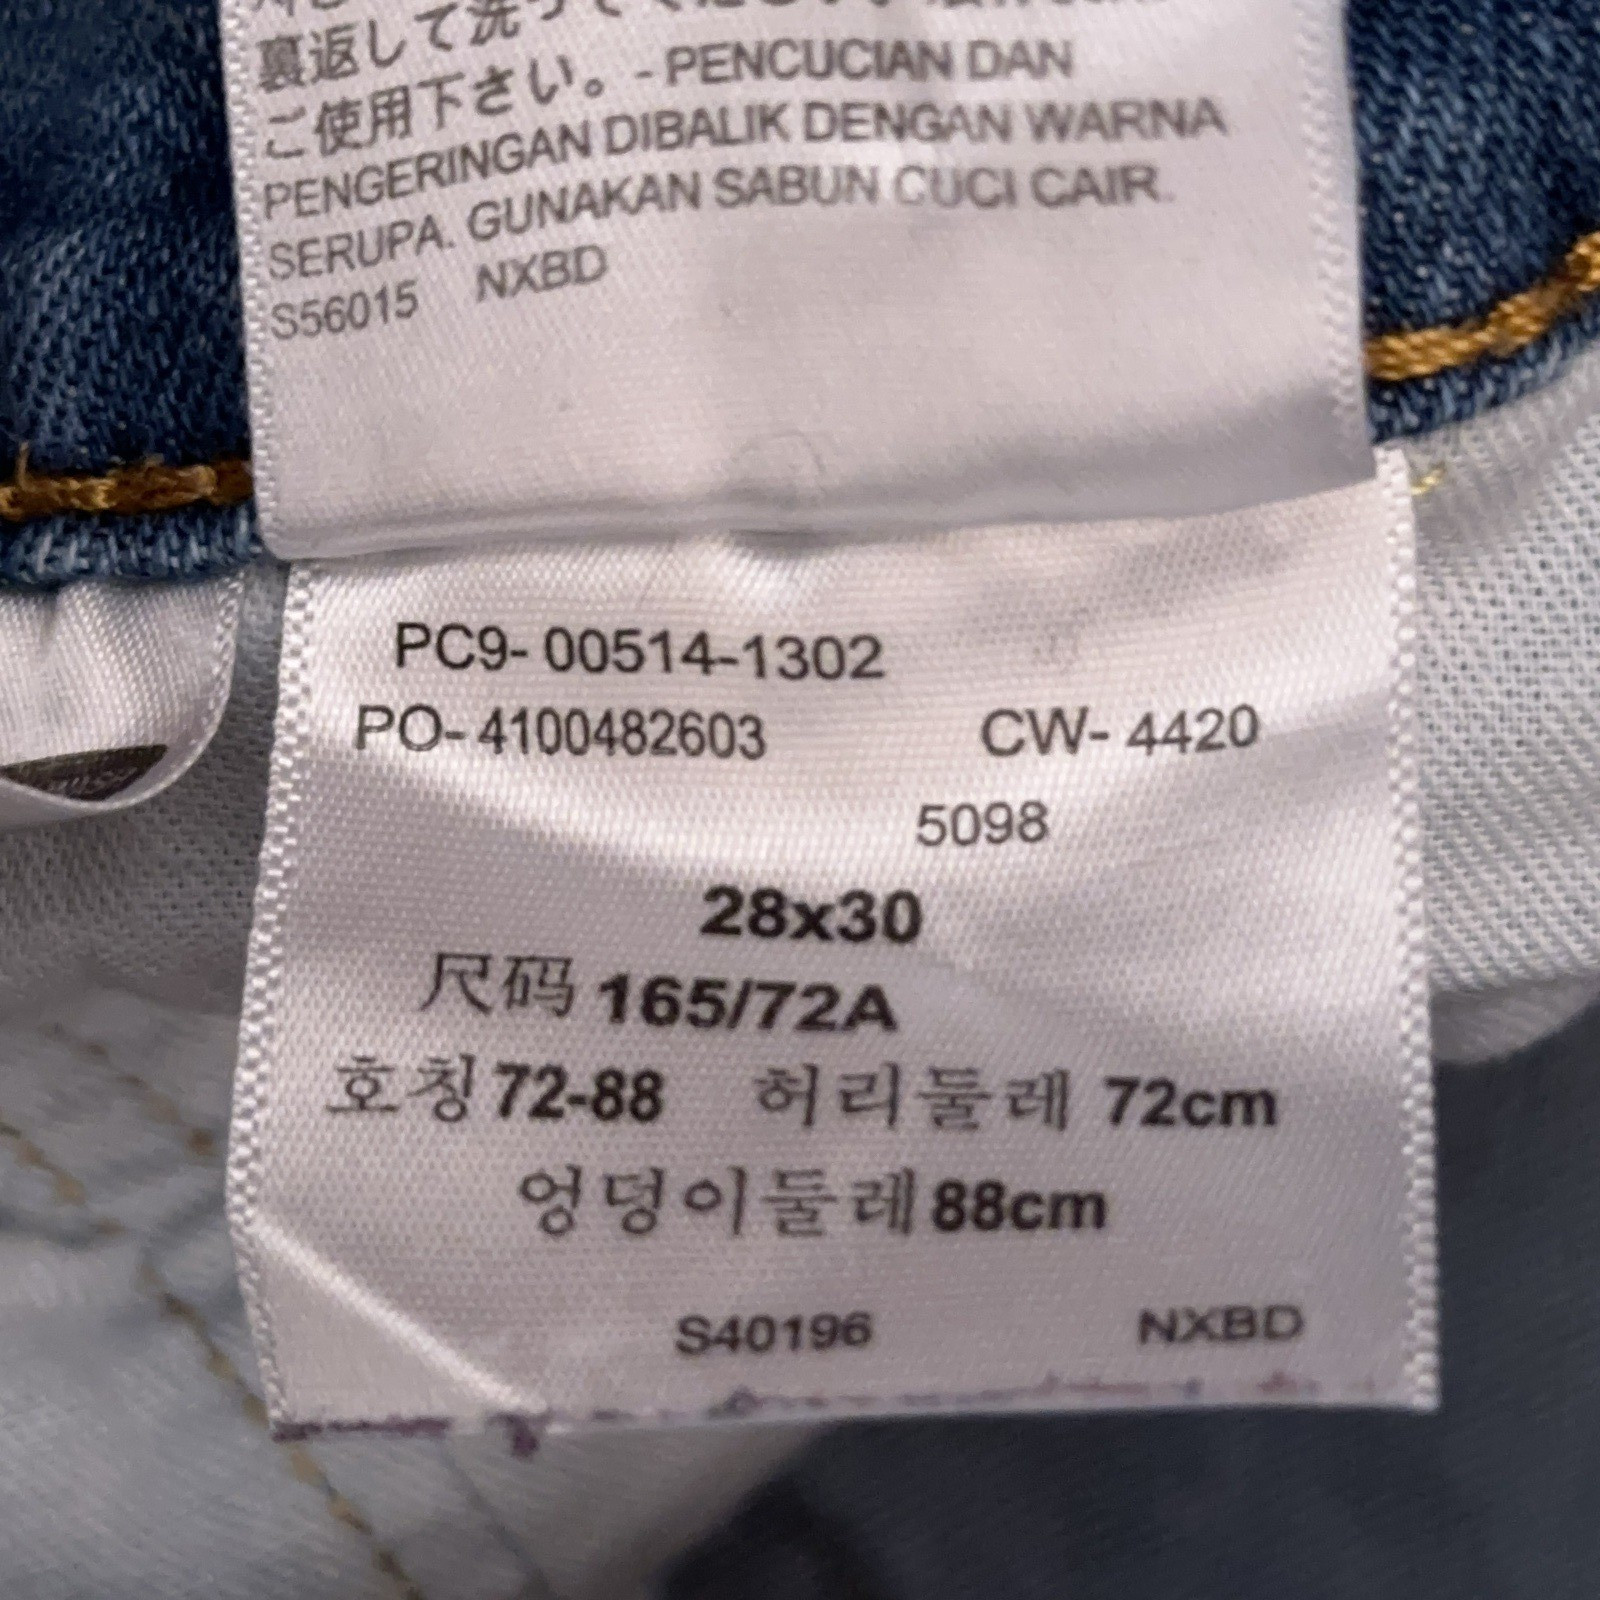 裏返して洗って
ご使用下さい。- PENCUCIAN DAN
PENGERINGAN DIBALIK DENGAN WARNA
SERUPA. GUNAKAN SABUN CUCI CAIR.
S56015 NXBD
PC9- 00514-1302
PO- 4100482603 CW- 4420
5098
28x30
尺码 165/72A
호칭 72-88 허리둘레 72cm
엉덩이둘레 88cm
S40196 NXBD